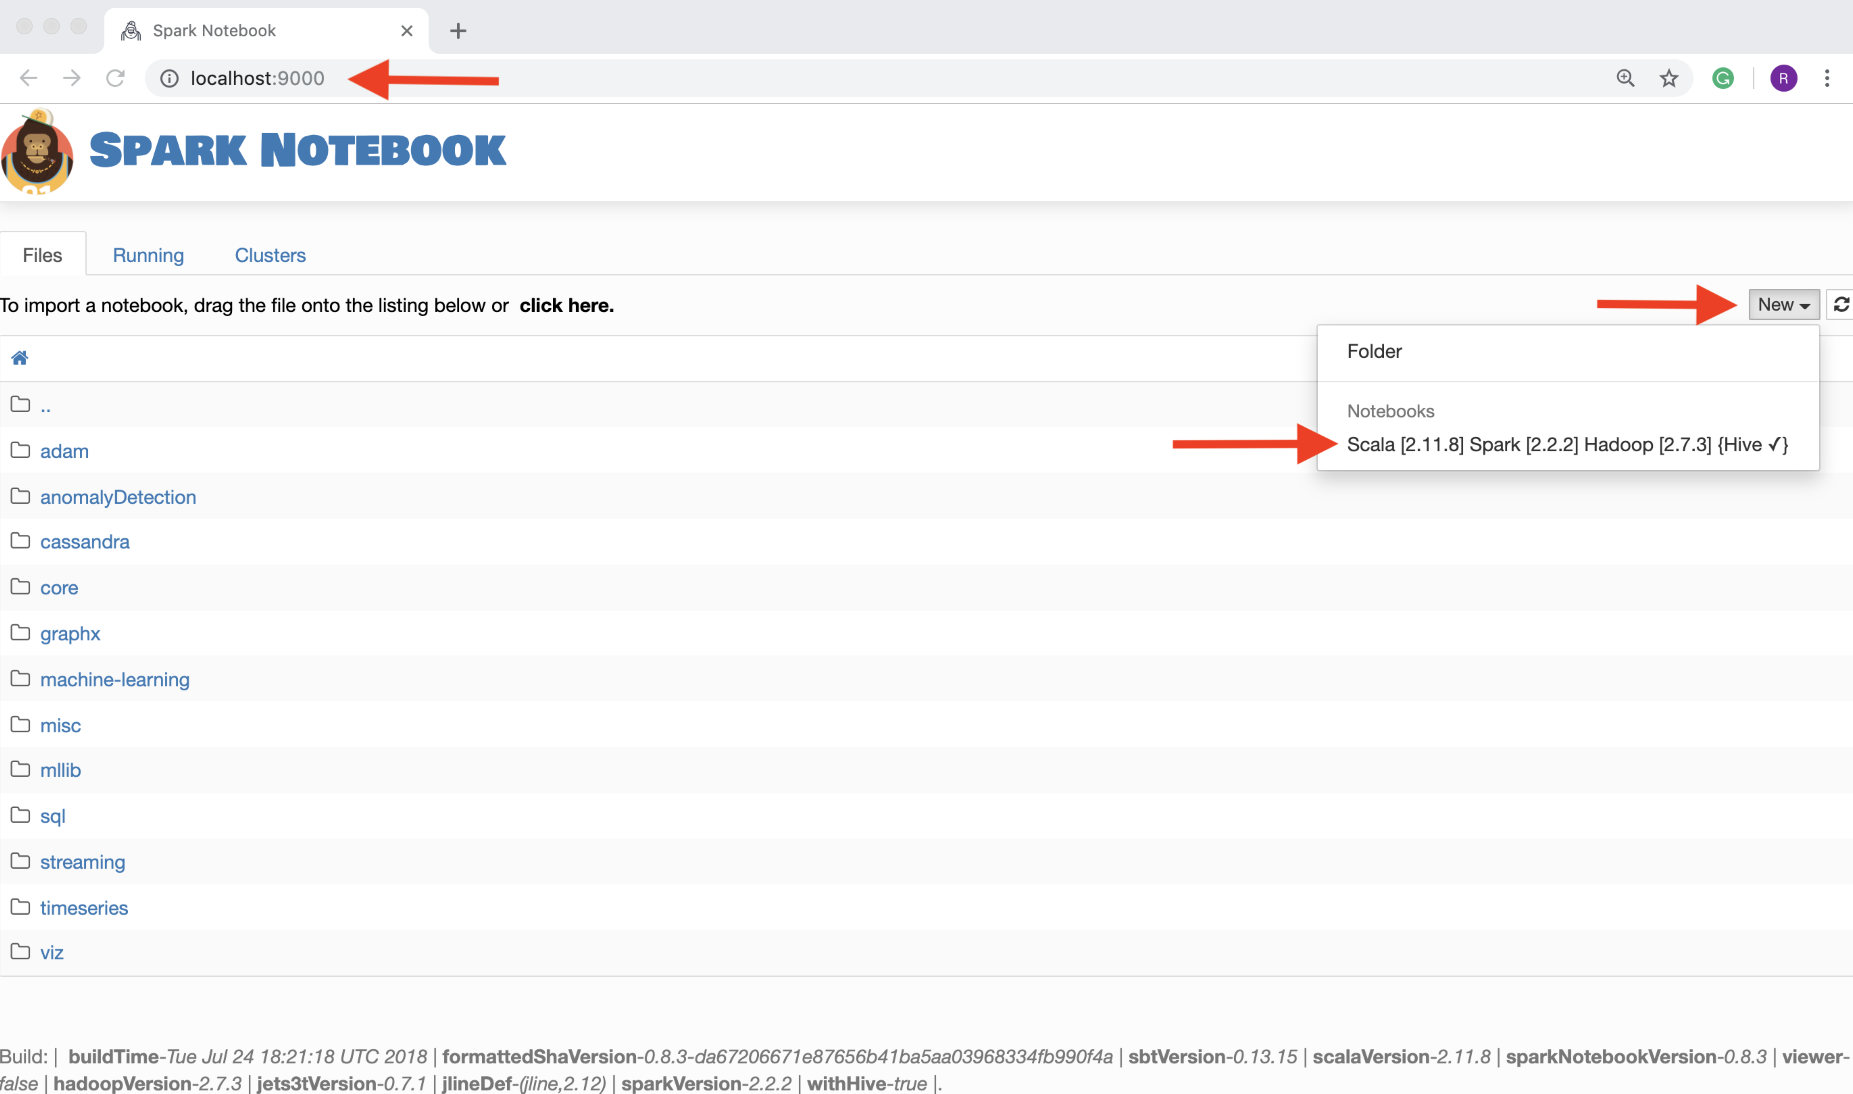 Spark Notebook
localhost:9000
R
SPARK NOTEBOOK
Files Running Clusters
To import a notebook, drag the file onto the listing below or click here.
New
Folder
Notebooks
Scala [2.11.8] Spark [2.2.2] Hadoop [2.7.3] {Hive ✓}
..
adam
anomalyDetection
cassandra
core
graphx
machine-learning
misc
mllib
sql
streaming
timeseries
viz
Build: | buildTime-Tue Jul 24 18:21:18 UTC 2018 | formattedShaVersion-0.8.3-da67206671e87656b41ba5aa03968334fb990f4a | sbtVersion-0.13.15 | scalaVersion-2.11.8 | sparkNotebookVersion-0.8.3 | viewer-
false | hadoopVersion-2.7.3 | jets3tVersion-0.7.1 | jlineDef-(jline,2.12) | sparkVersion-2.2.2 | withHive-true |.